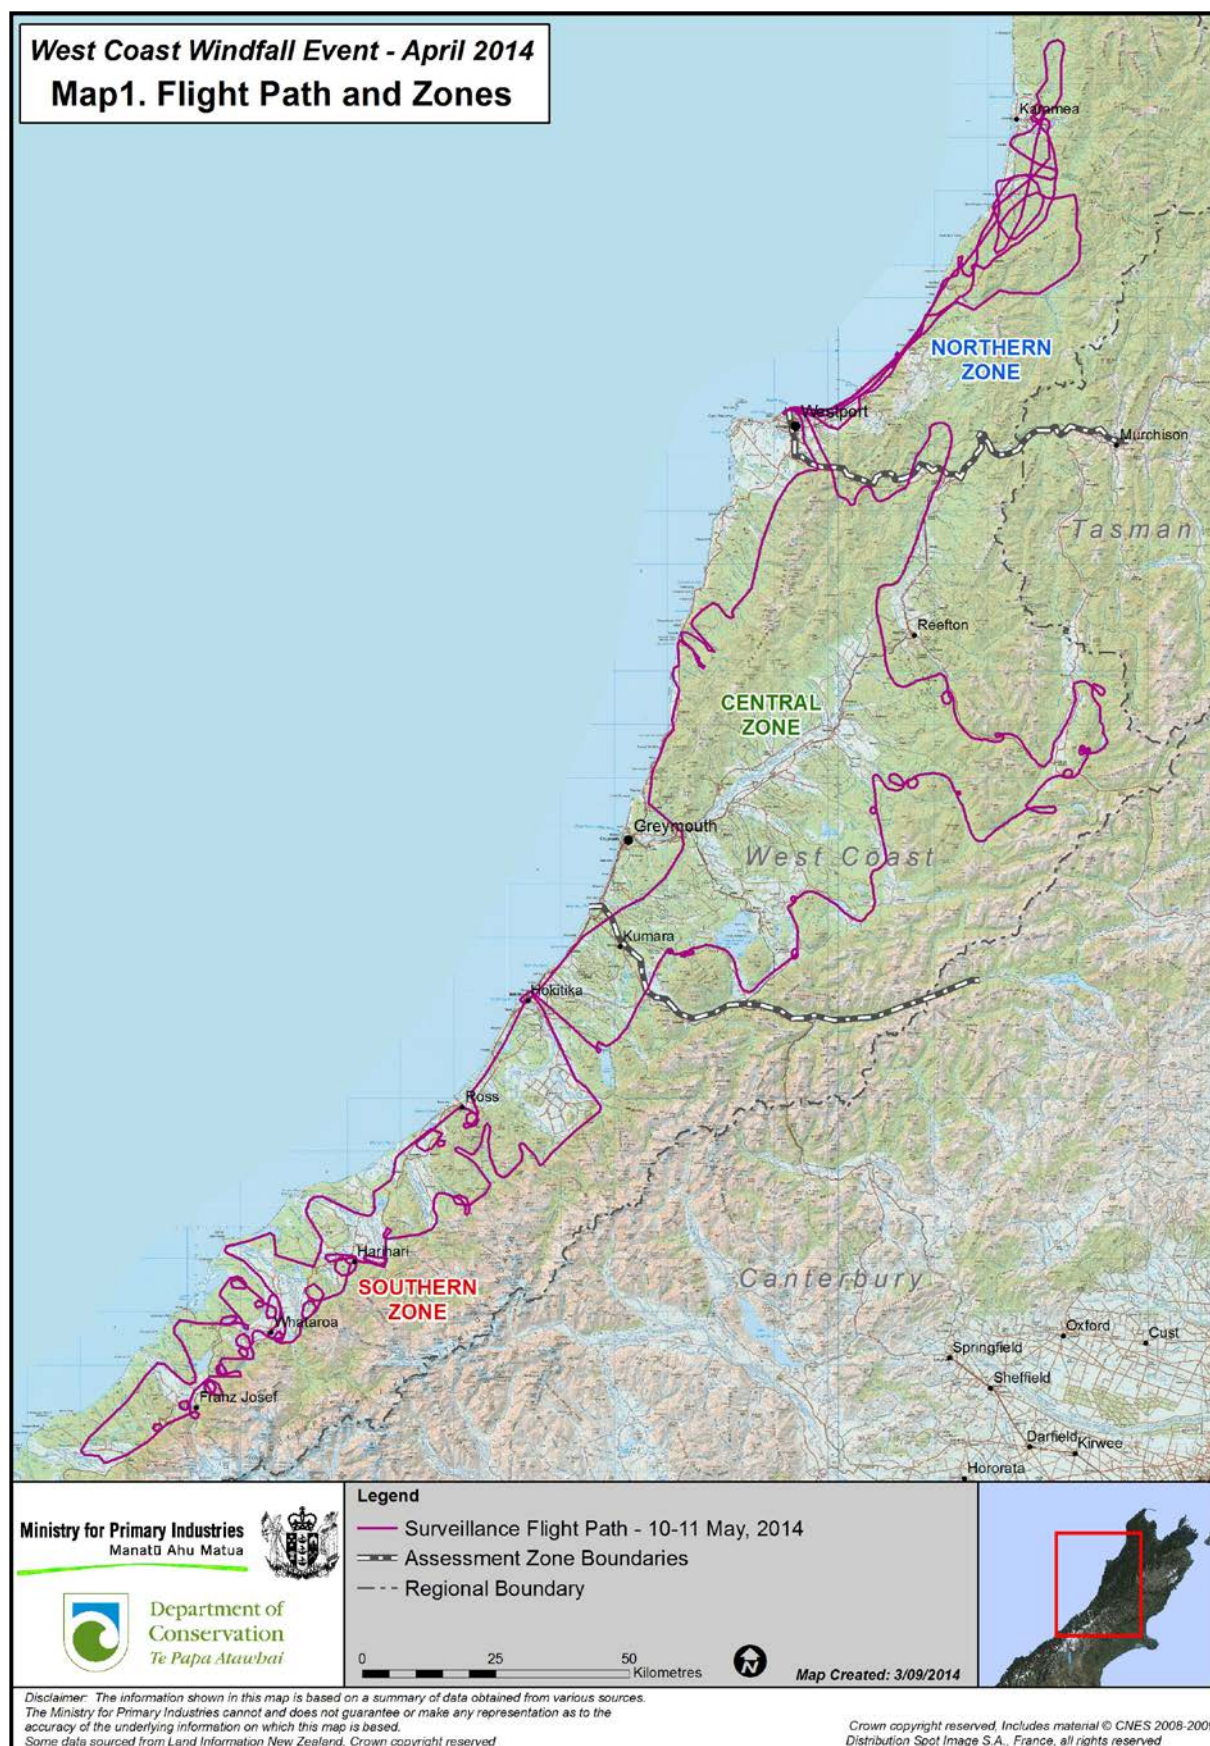 West Coast Windfall Event - April 2014
Map1. Flight Path and Zones
Karamea
NORTHERN
ZONE
Westport
Murchison
Tasman
Reefton
CENTRAL
ZONE
Greymouth
West Coast
Kumara
Hokitika
Ross
Harihari
SOUTHERN
ZONE
Canterbury
Whataroa
Oxford
Cust
Springfield
Sheffield
Franz Josef
Darfield
Kirwee
Hororata
Ministry for Primary Industries
Manatū Ahu Matua
Department of
Conservation
Te Papa Atawhai
Legend
Surveillance Flight Path - 10-11 May, 2014
Assessment Zone Boundaries
Regional Boundary
0 25 50
Kilometres
N
Map Created: 3/09/2014
Disclaimer: The information shown in this map is based on a summary of data obtained from various sources.
The Ministry for Primary Industries cannot and does not guarantee or make any representation as to the
accuracy of the underlying information on which this map is based.
Some data sourced from Land Information New Zealand. Crown copyright reserved
Crown copyright reserved, Includes material © CNES 2008-2009
Distribution Spot Image S.A., France, all rights reserved